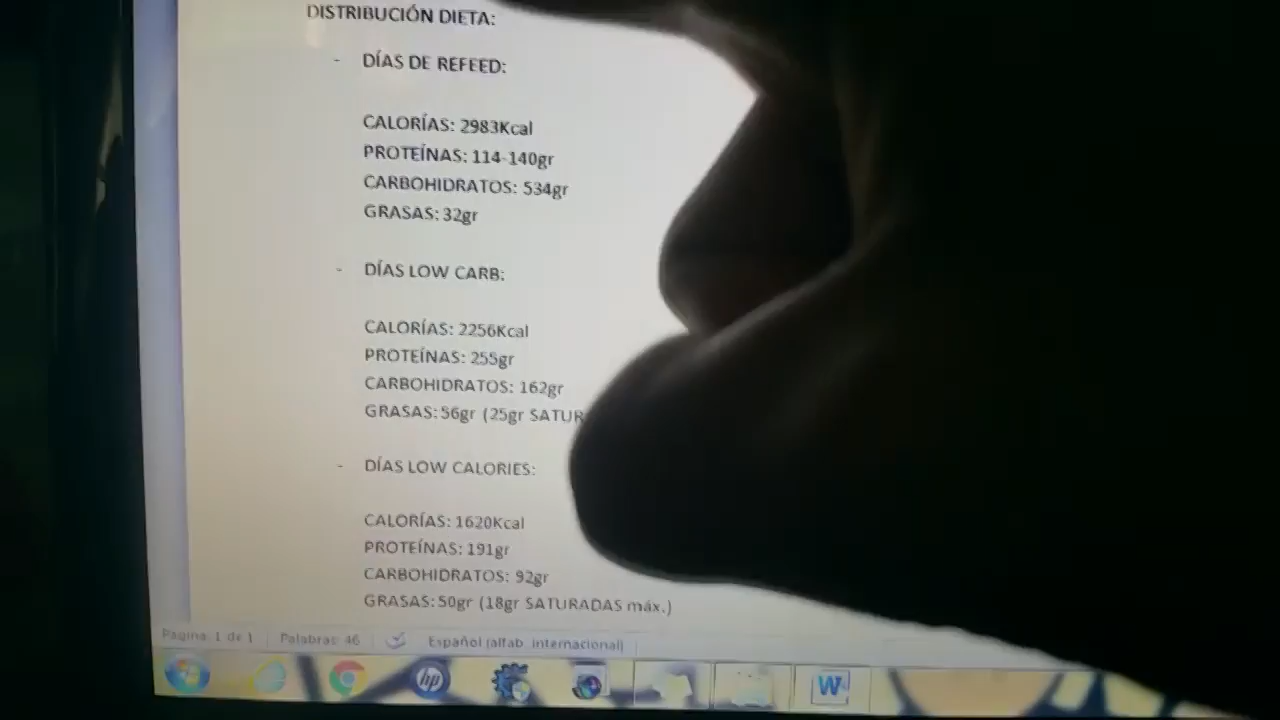 DISTRIBUCIÓN DIETA:
- DÍAS DE REFEED:
CALORÍAS: 2983Kcal
PROTEÍNAS: 114-140gr
CARBOHIDRATOS: 534gr
GRASAS: 32gr
- DÍAS LOW CARB:
CALORÍAS: 2256Kcal
PROTEÍNAS: 255gr
CARBOHIDRATOS: 162gr
GRASAS: 56gr (25gr SATUR
- DÍAS LOW CALORIES:
CALORÍAS: 1620Kcal
PROTEÍNAS: 191gr
CARBOHIDRATOS: 92gr
GRASAS: 50gr (18gr SATURADAS máx.)
Página: 1 de 1 Palabras: 46 Español (alfab. internacional)
hp W